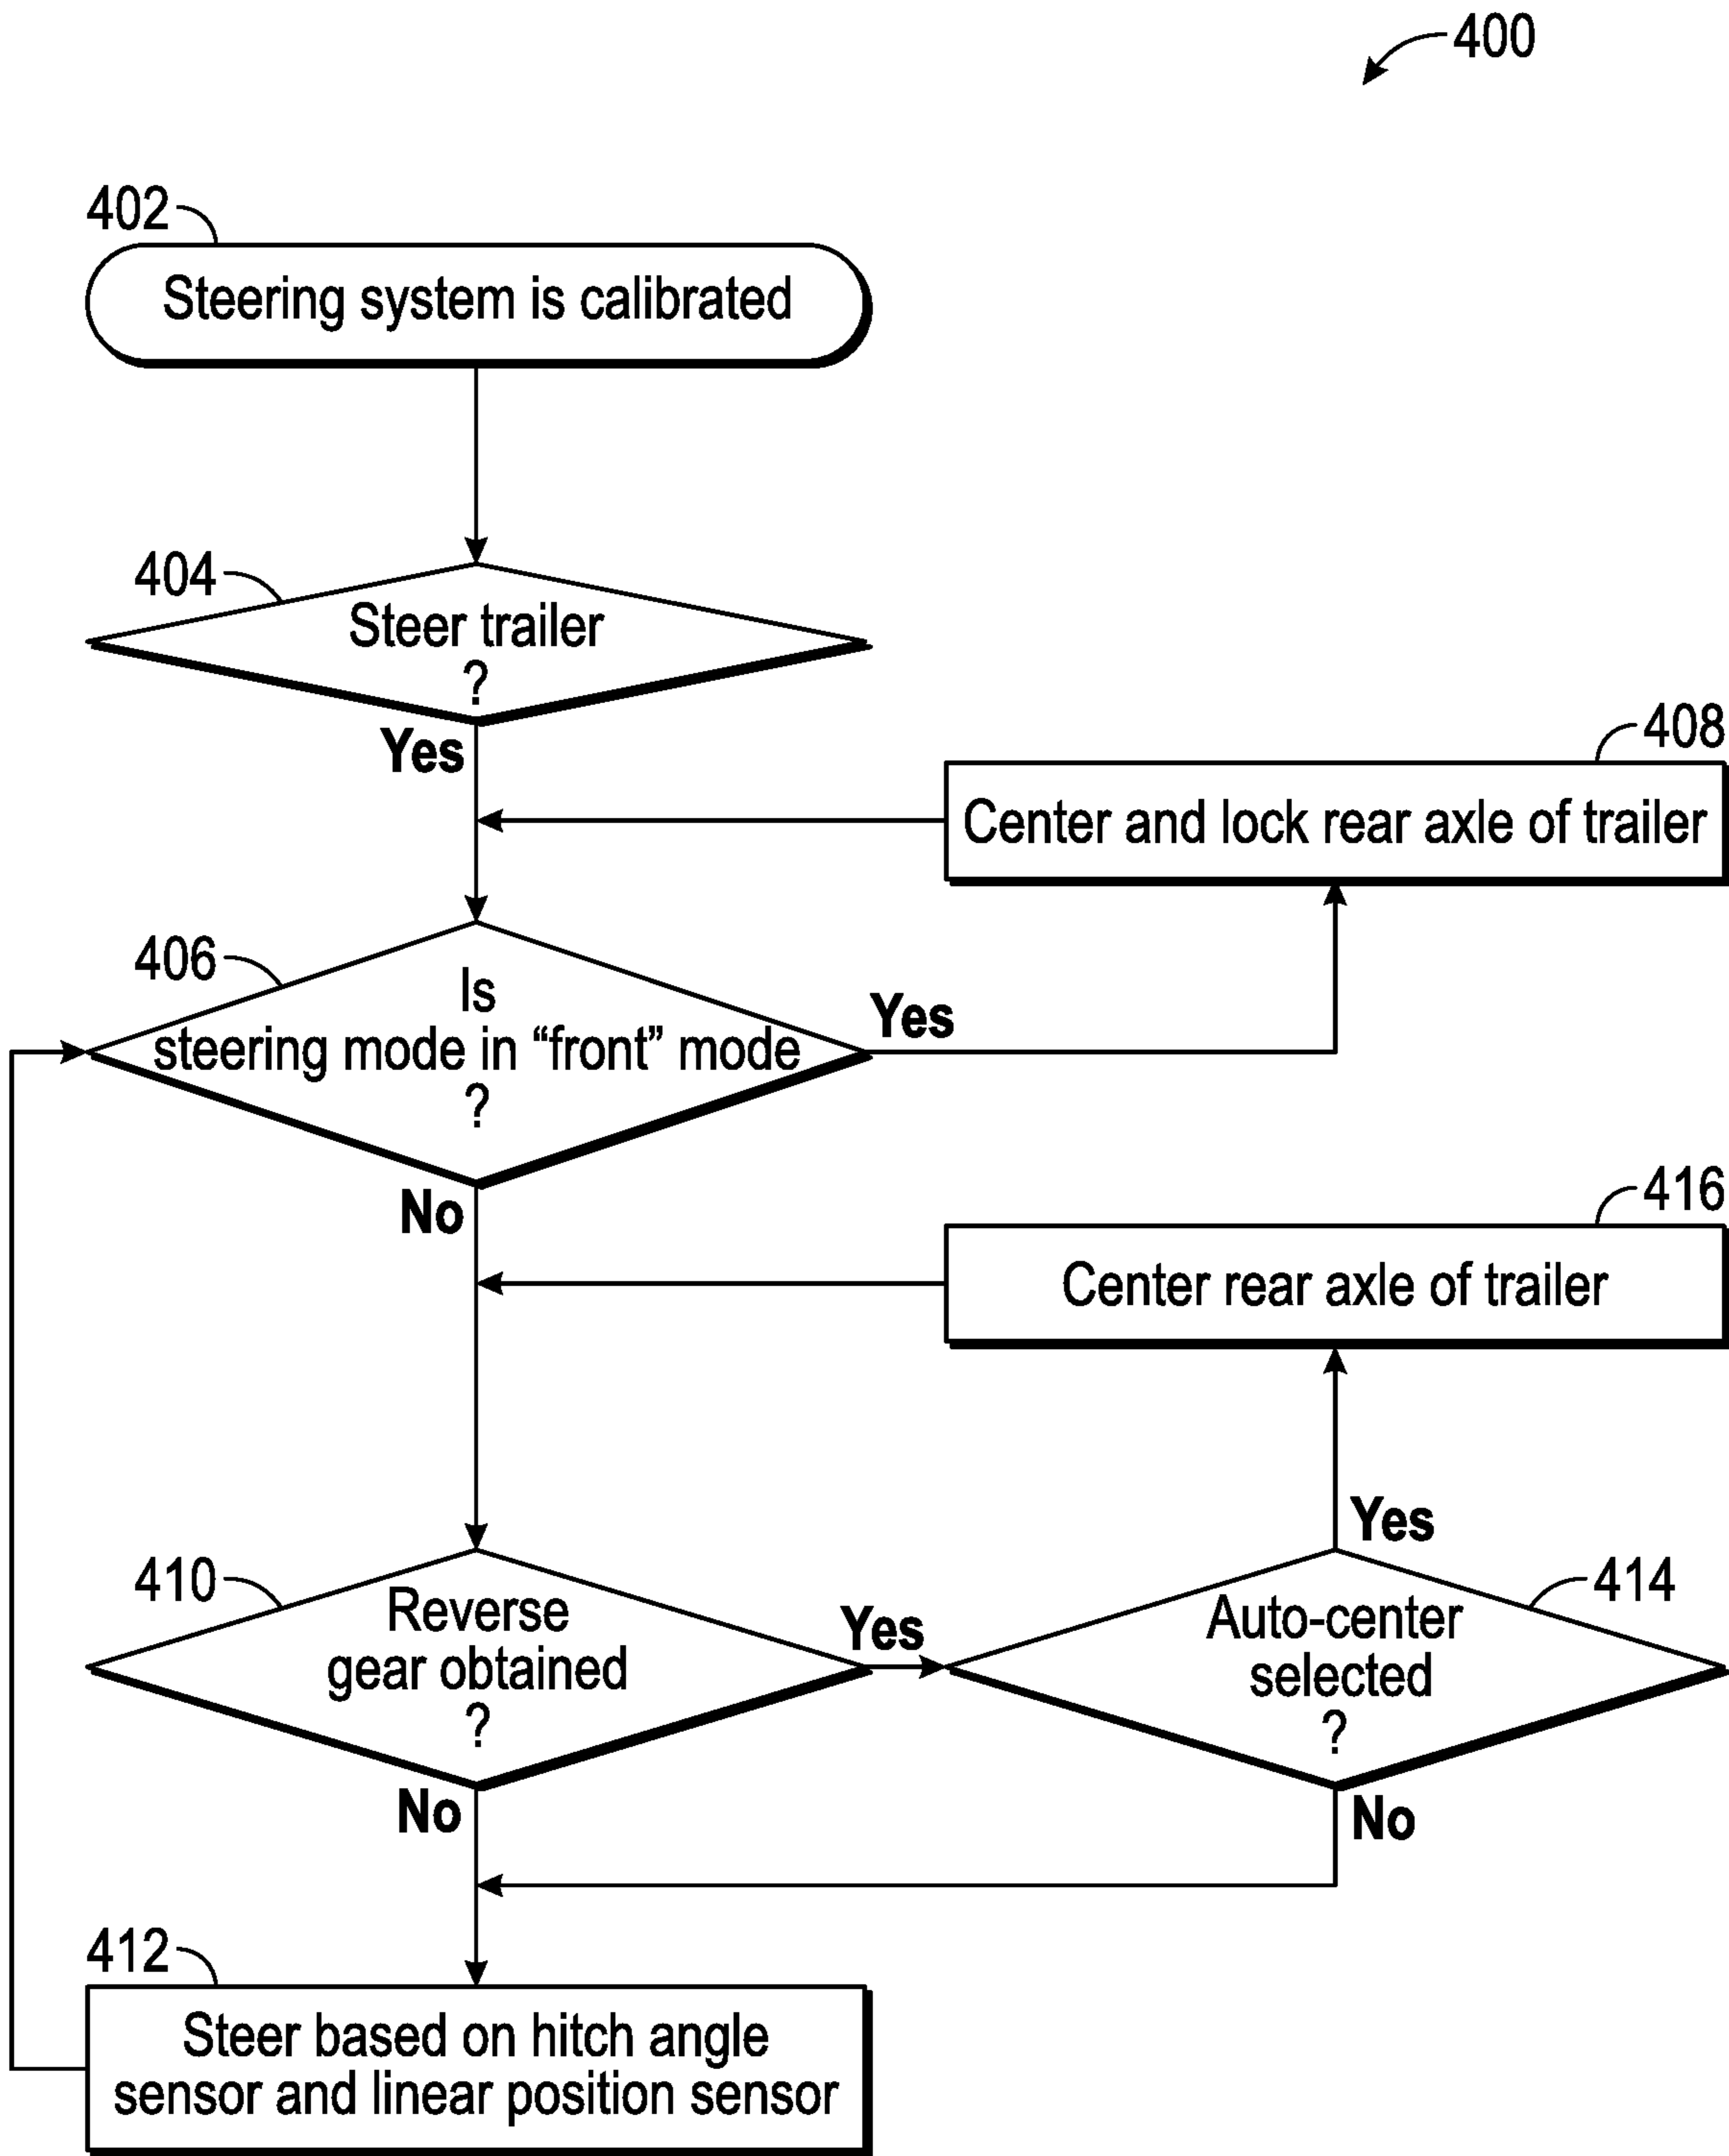 400
402
Steering system is calibrated
404
Steer trailer
?
Yes
408
Center and lock rear axle of trailer
406
Is
steering mode in “front” mode
?
Yes
No
416
Center rear axle of trailer
410
Reverse
gear obtained
?
Yes
No
414
Auto-center
selected
?
Yes
No
412
Steer based on hitch angle
sensor and linear position sensor